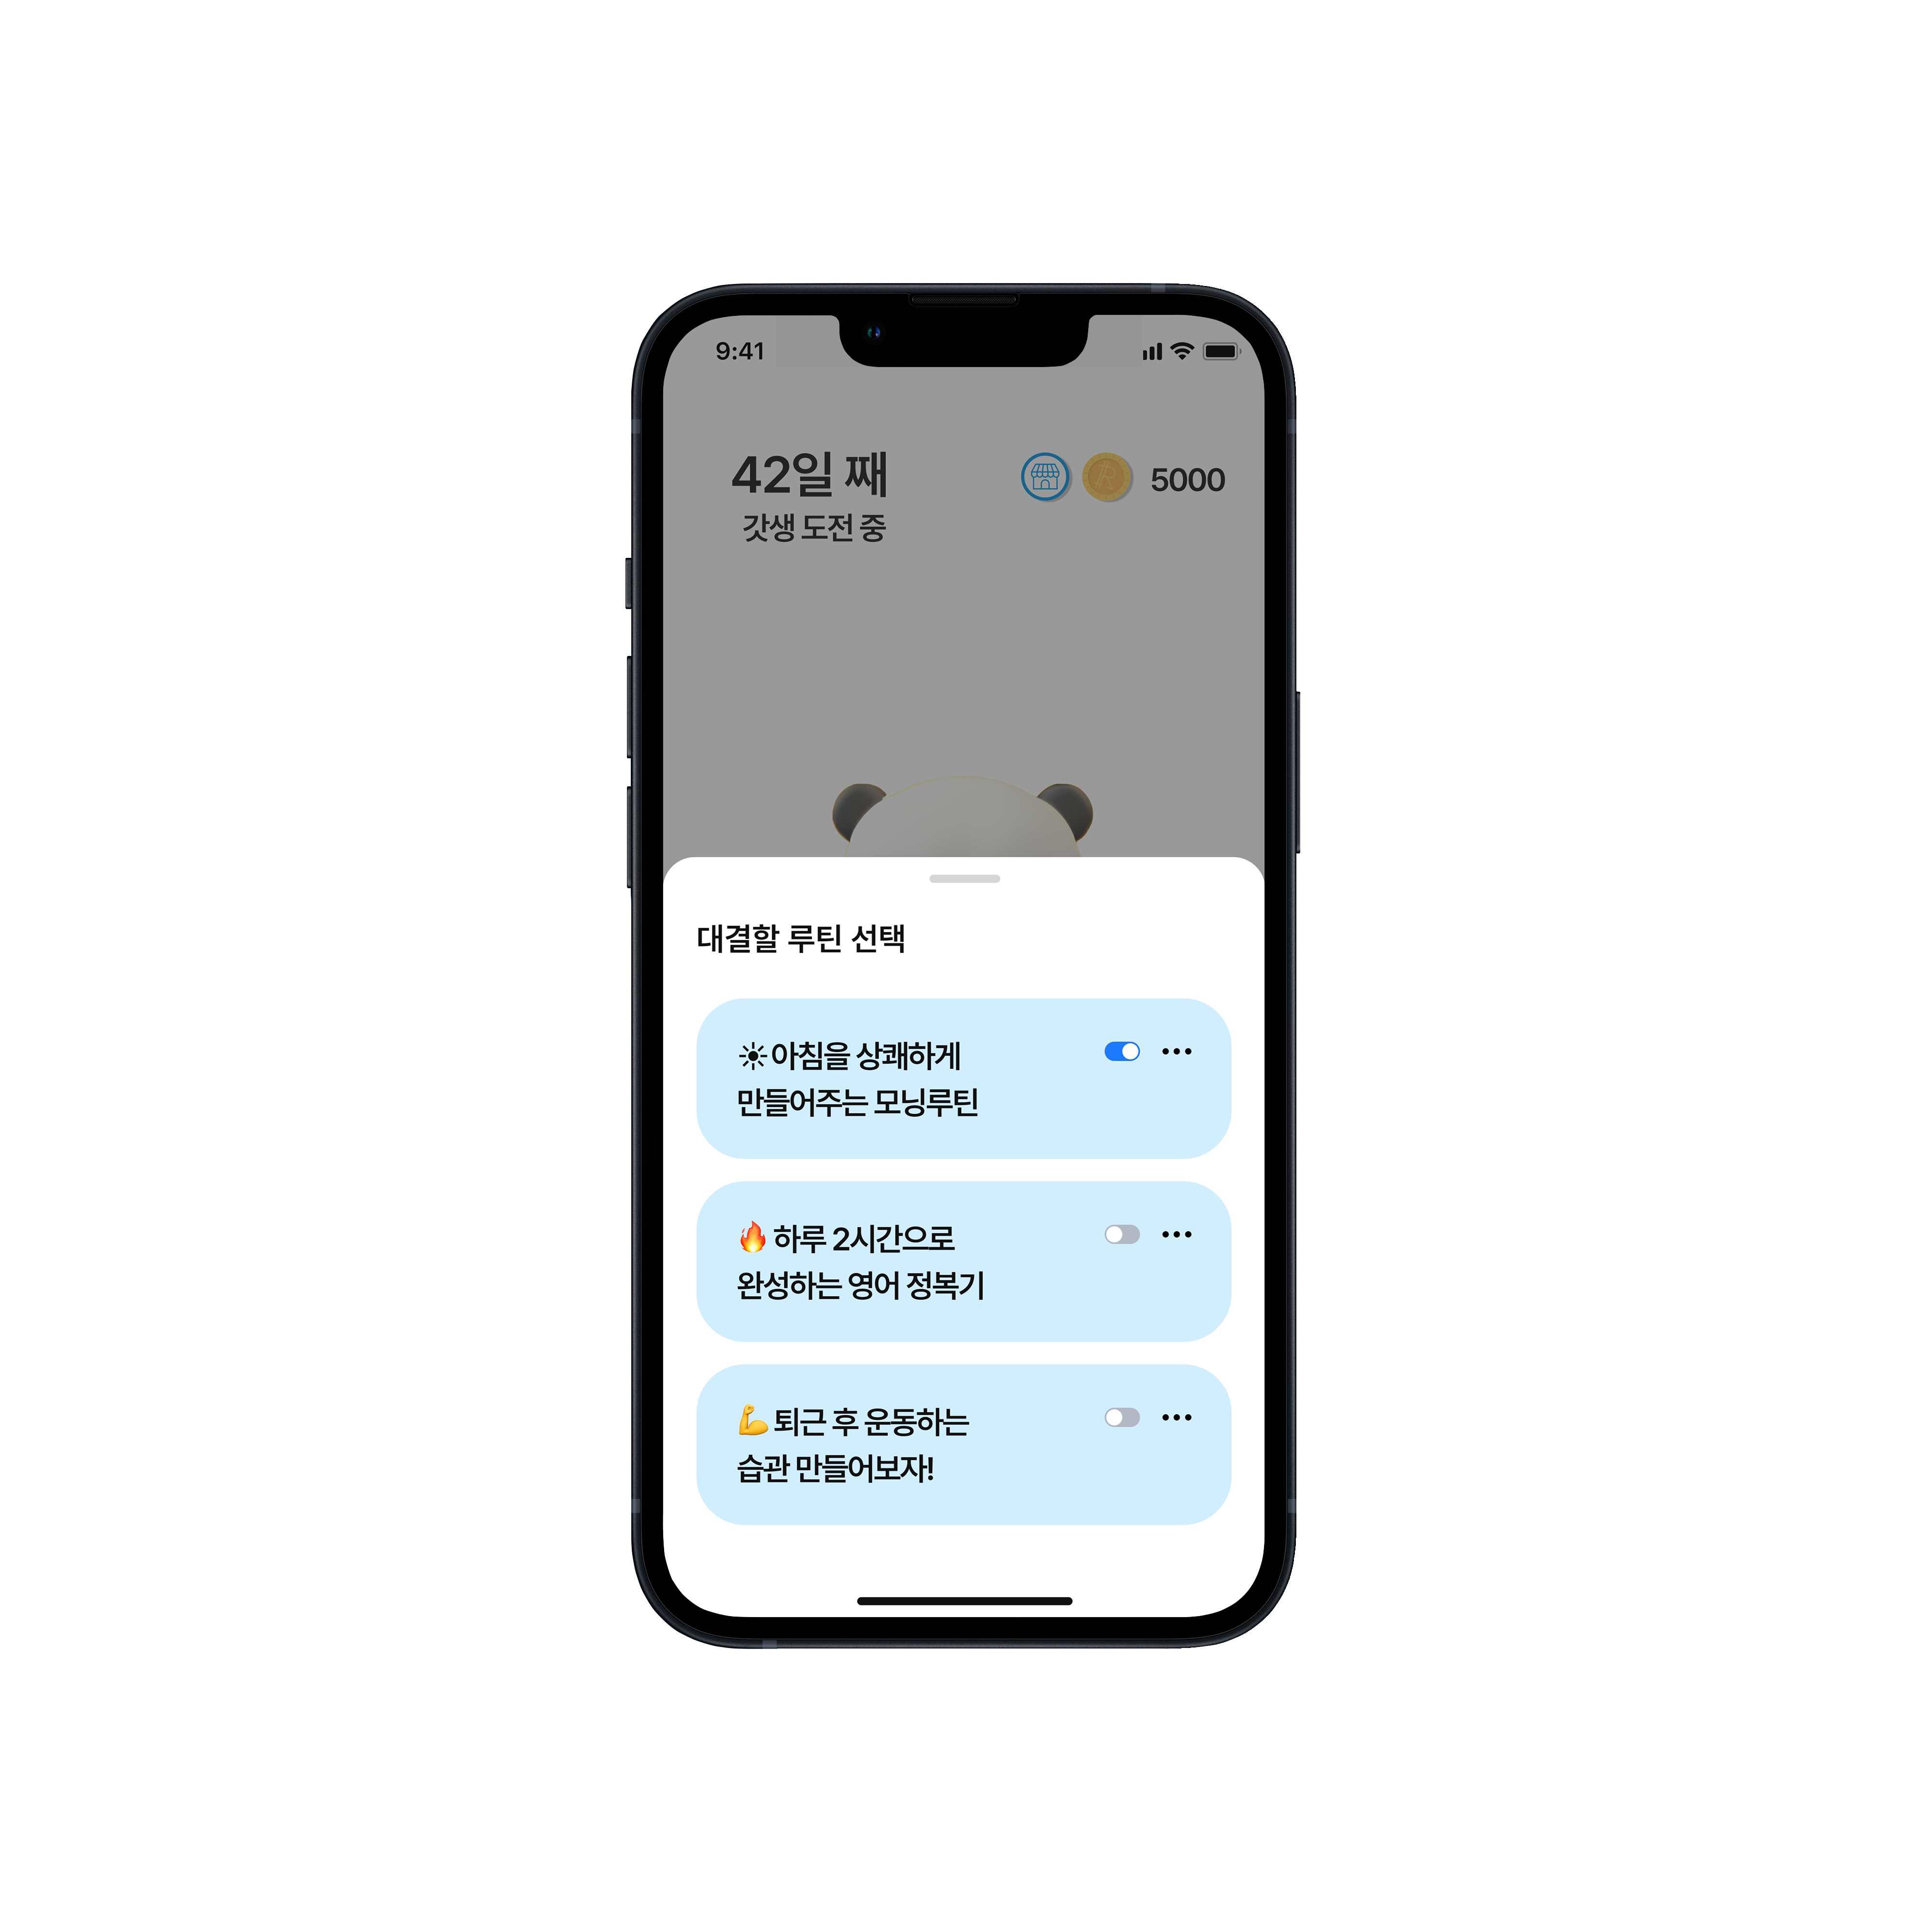 9:41
42일 째
5000
갓생 도전 중
대결할 루틴 선택
☀아침을 상쾌하게
만들어주는 모닝루틴
🔥 하루 2시간으로
완성하는 영어 정복기
💪 퇴근 후 운동하는
습관 만들어보자!